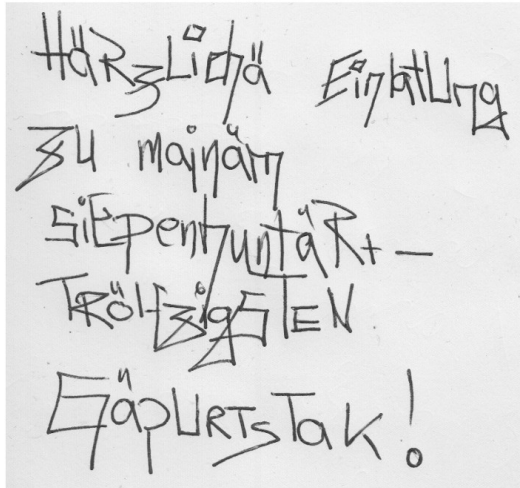 HäRzLichä Einlatung
zu mainäm
SiEpenhuntäRt-
TRölfzigSTEN
GäpURTsTak!